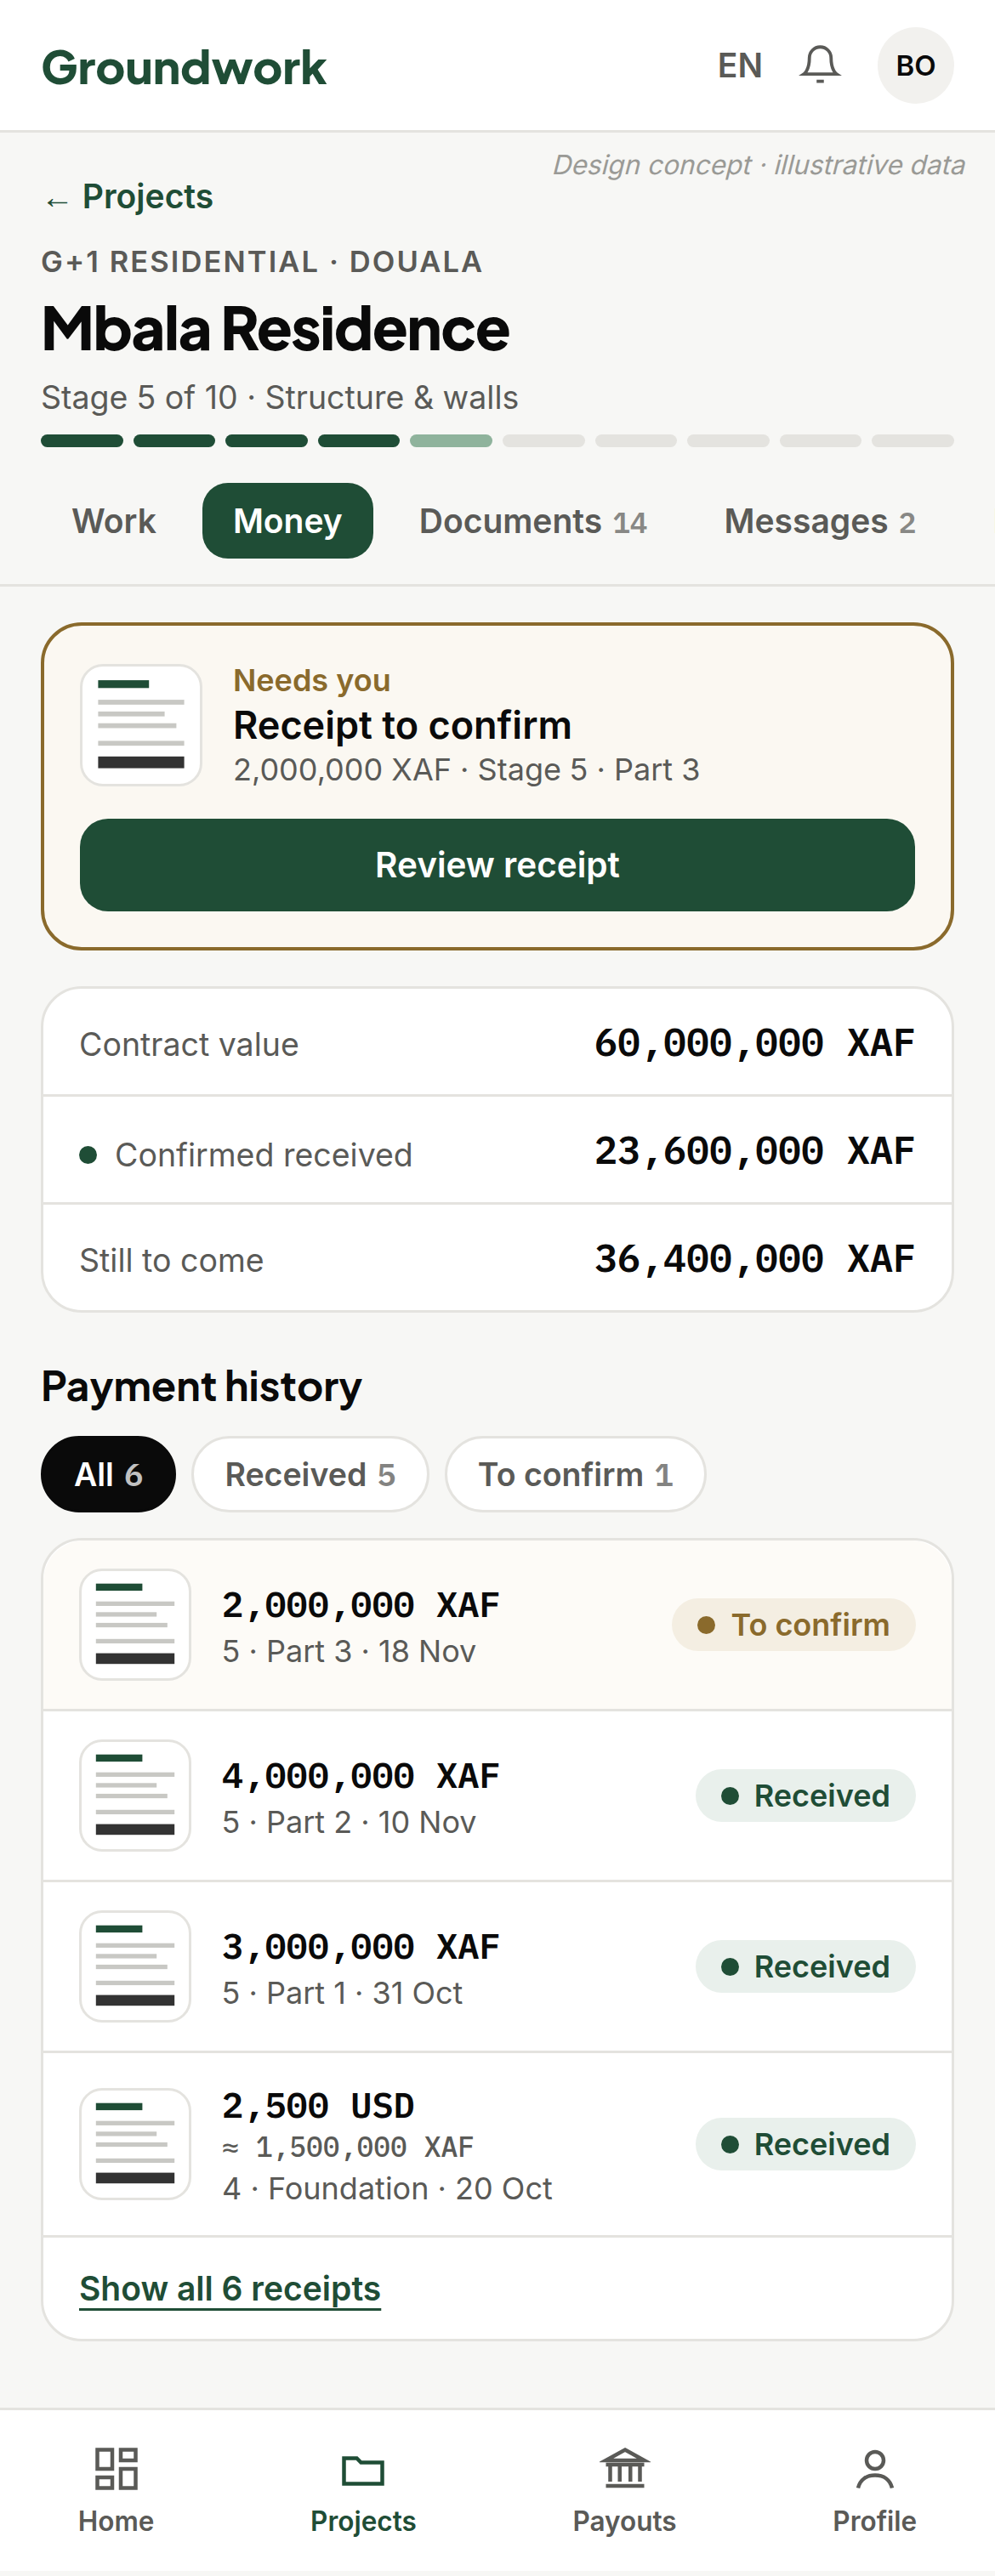 Groundwork
EN
BO
Design concept · illustrative data
← Projects
G+1 RESIDENTIAL · DOUALA
Mbala Residence
Stage 5 of 10 · Structure & walls
Work
Money
Documents 14
Messages 2
Needs you
Receipt to confirm
2,000,000 XAF · Stage 5 · Part 3
Review receipt
Contract value
60,000,000 XAF
Confirmed received
23,600,000 XAF
Still to come
36,400,000 XAF
Payment history
All 6
Received 5
To confirm 1
2,000,000 XAF
5 · Part 3 · 18 Nov
To confirm
4,000,000 XAF
5 · Part 2 · 10 Nov
Received
3,000,000 XAF
5 · Part 1 · 31 Oct
Received
2,500 USD
≈ 1,500,000 XAF
4 · Foundation · 20 Oct
Received
Show all 6 receipts
Home
Projects
Payouts
Profile